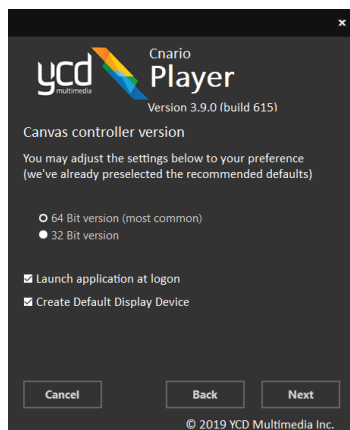 ×
ycd
multimedia
Cnario
Player
Version 3.9.0 (build 615)
Canvas controller version
You may adjust the settings below to your preference
(we've already preselected the recommended defaults)
64 Bit version (most common)
32 Bit version
Launch application at logon
Create Default Display Device
Cancel
Back
Next
© 2019 YCD Multimedia Inc.